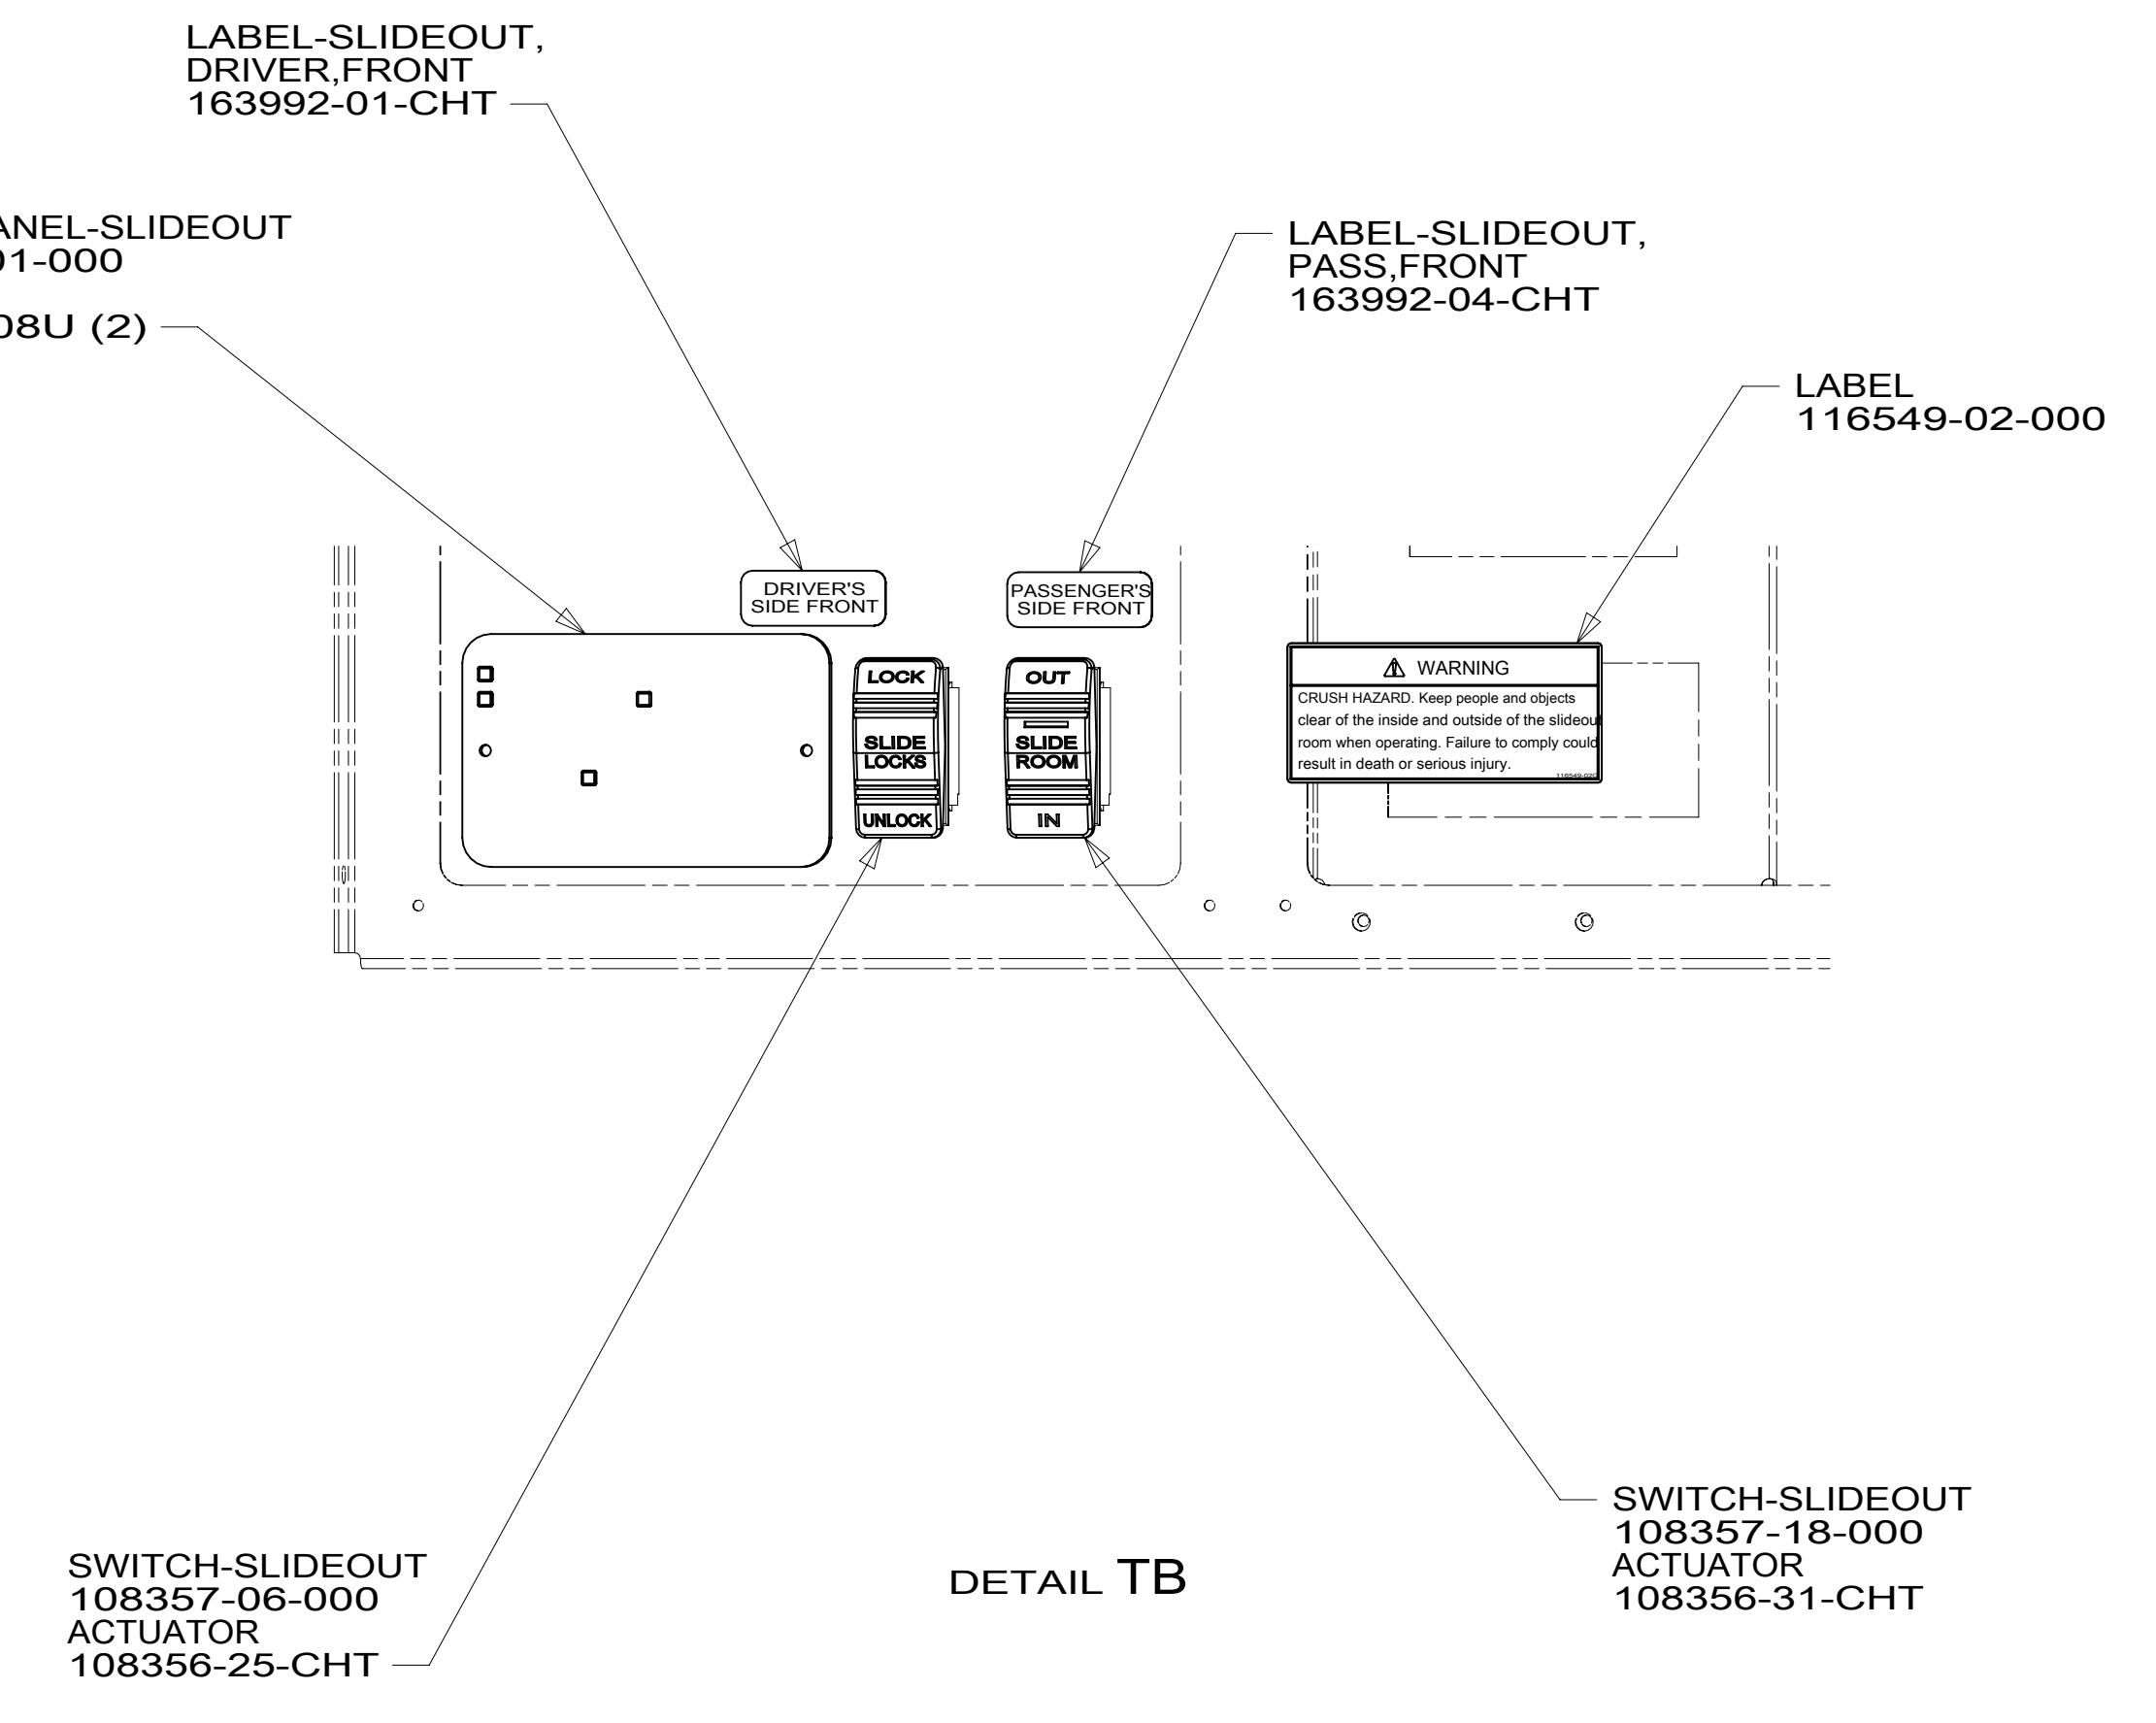 LABEL-SLIDEOUT,
DRIVER,FRONT
163992-01-CHT
ANEL-SLIDEOUT
01-000
08U (2)
LABEL-SLIDEOUT,
PASS,FRONT
163992-04-CHT
LABEL
116549-02-000
DRIVER'S
SIDE FRONT
PASSENGER'S
SIDE FRONT
LOCK
SLIDE
LOCKS
UNLOCK
OUT
SLIDE
ROOM
IN
WARNING
CRUSH HAZARD. Keep people and objects
clear of the inside and outside of the slideout
room when operating. Failure to comply could
result in death or serious injury.
SWITCH-SLIDEOUT
108357-06-000
ACTUATOR
108356-25-CHT
DETAIL TB
SWITCH-SLIDEOUT
108357-18-000
ACTUATOR
108356-31-CHT